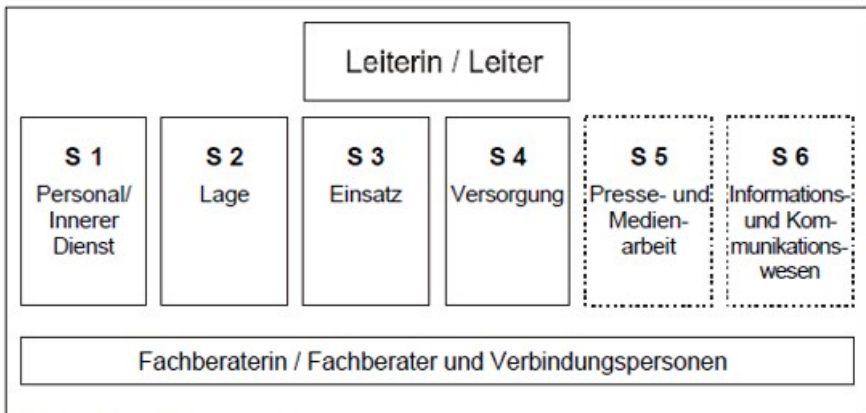 Leiterin / Leiter
S 1
Personal/
Innerer
Dienst
S 2
Lage
S 3
Einsatz
S 4
Versorgung
S 5
Presse- und
Medien-
arbeit
S 6
Informations-
und Kom-
munikations-
wesen
Fachberaterin / Fachberater und Verbindungspersonen